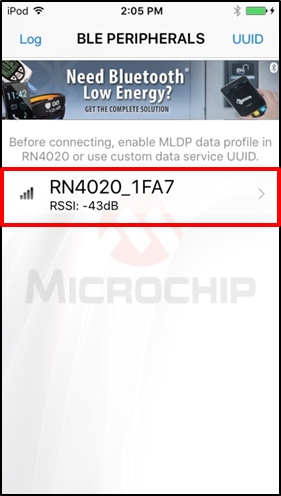 iPod 2:05 PM
Log BLE PERIPHERALS UUID
Need Bluetooth®
Low Energy?
GET THE COMPLETE SOLUTION
Before connecting, enable MLDP data profile in
RN4020 or use custom data service UUID.
RN4020_1FA7
RSSI: -43dB
MICROCHIP